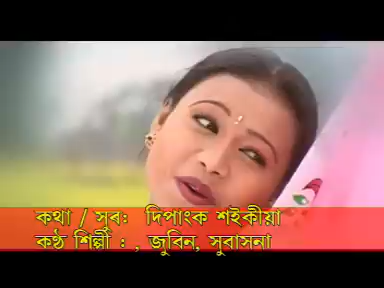 কথা / সুৰ:  দিপাংক শইকীয়া
কণ্ঠ শিল্পী : , জুবিন, সুবাসনা